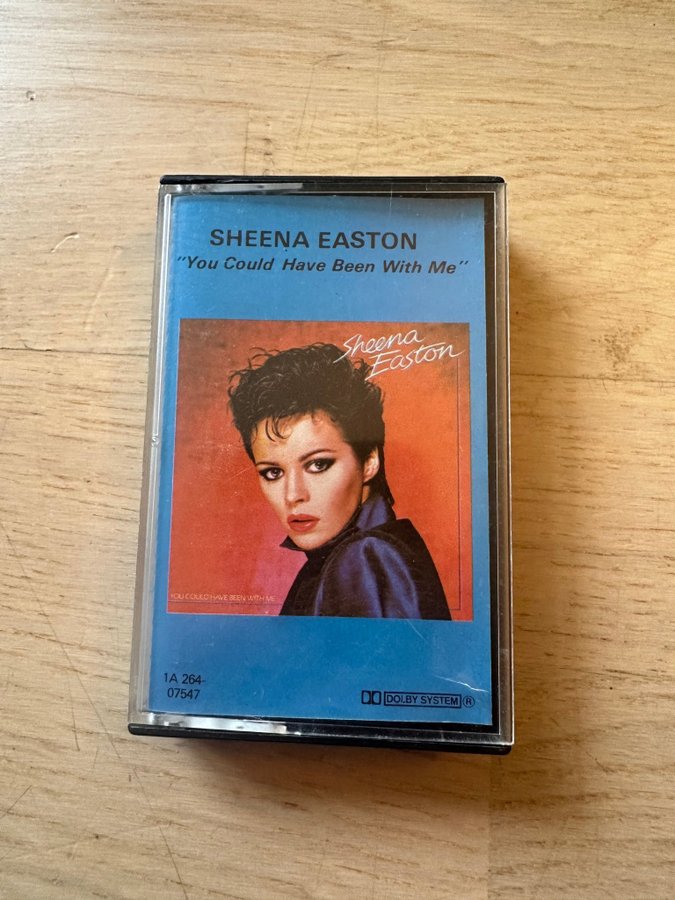 SHEENA EASTON
"You Could Have Been With Me"
Sheena
Easton
YOU COULD HAVE BEEN WITH ME
1A 264-
07547
DOLBY SYSTEM ®